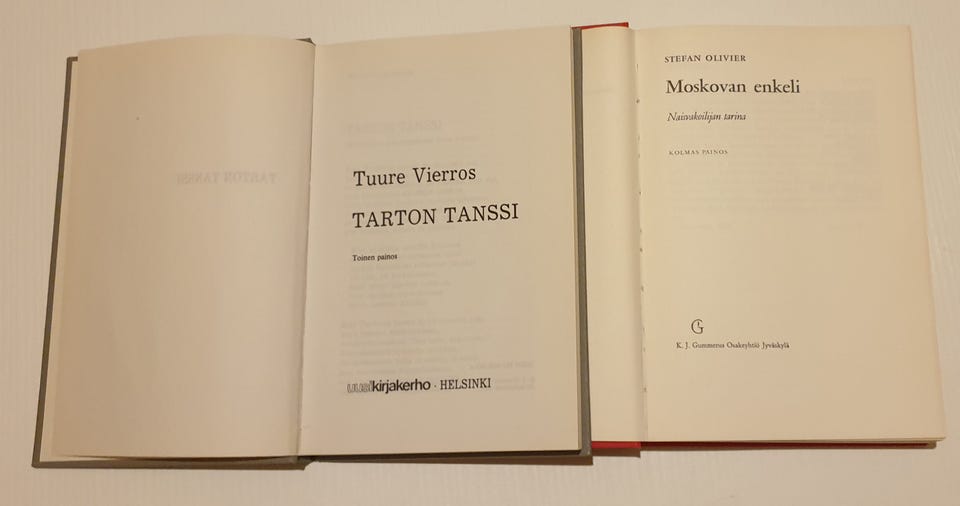 Tuure Vierros
TARTON TANSSI
Toinen painos
uusikirjakerho · HELSINKI
STEFAN OLIVIER
Moskovan enkeli
Naisvakoilijan tarina
KOLMAS PAINOS
K. J. Gummerus Osakeyhtiö Jyväskylä